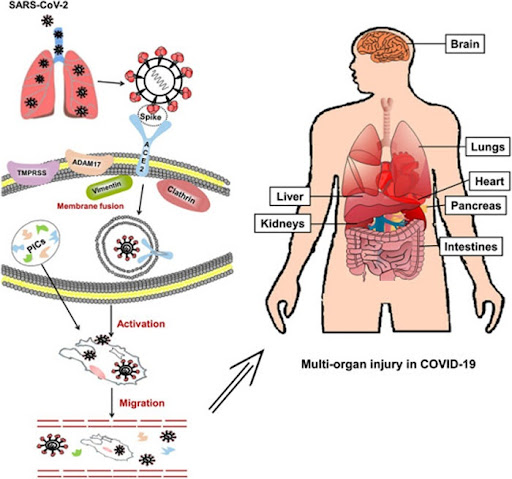 SARS-CoV-2
Spike
ACE2
TMPRSS
ADAM17
Vimentin
Clathrin
Membrane fusion
PICs
Activation
Migration
Brain
Lungs
Heart
Liver
Pancreas
Kidneys
Intestines
Multi-organ injury in COVID-19